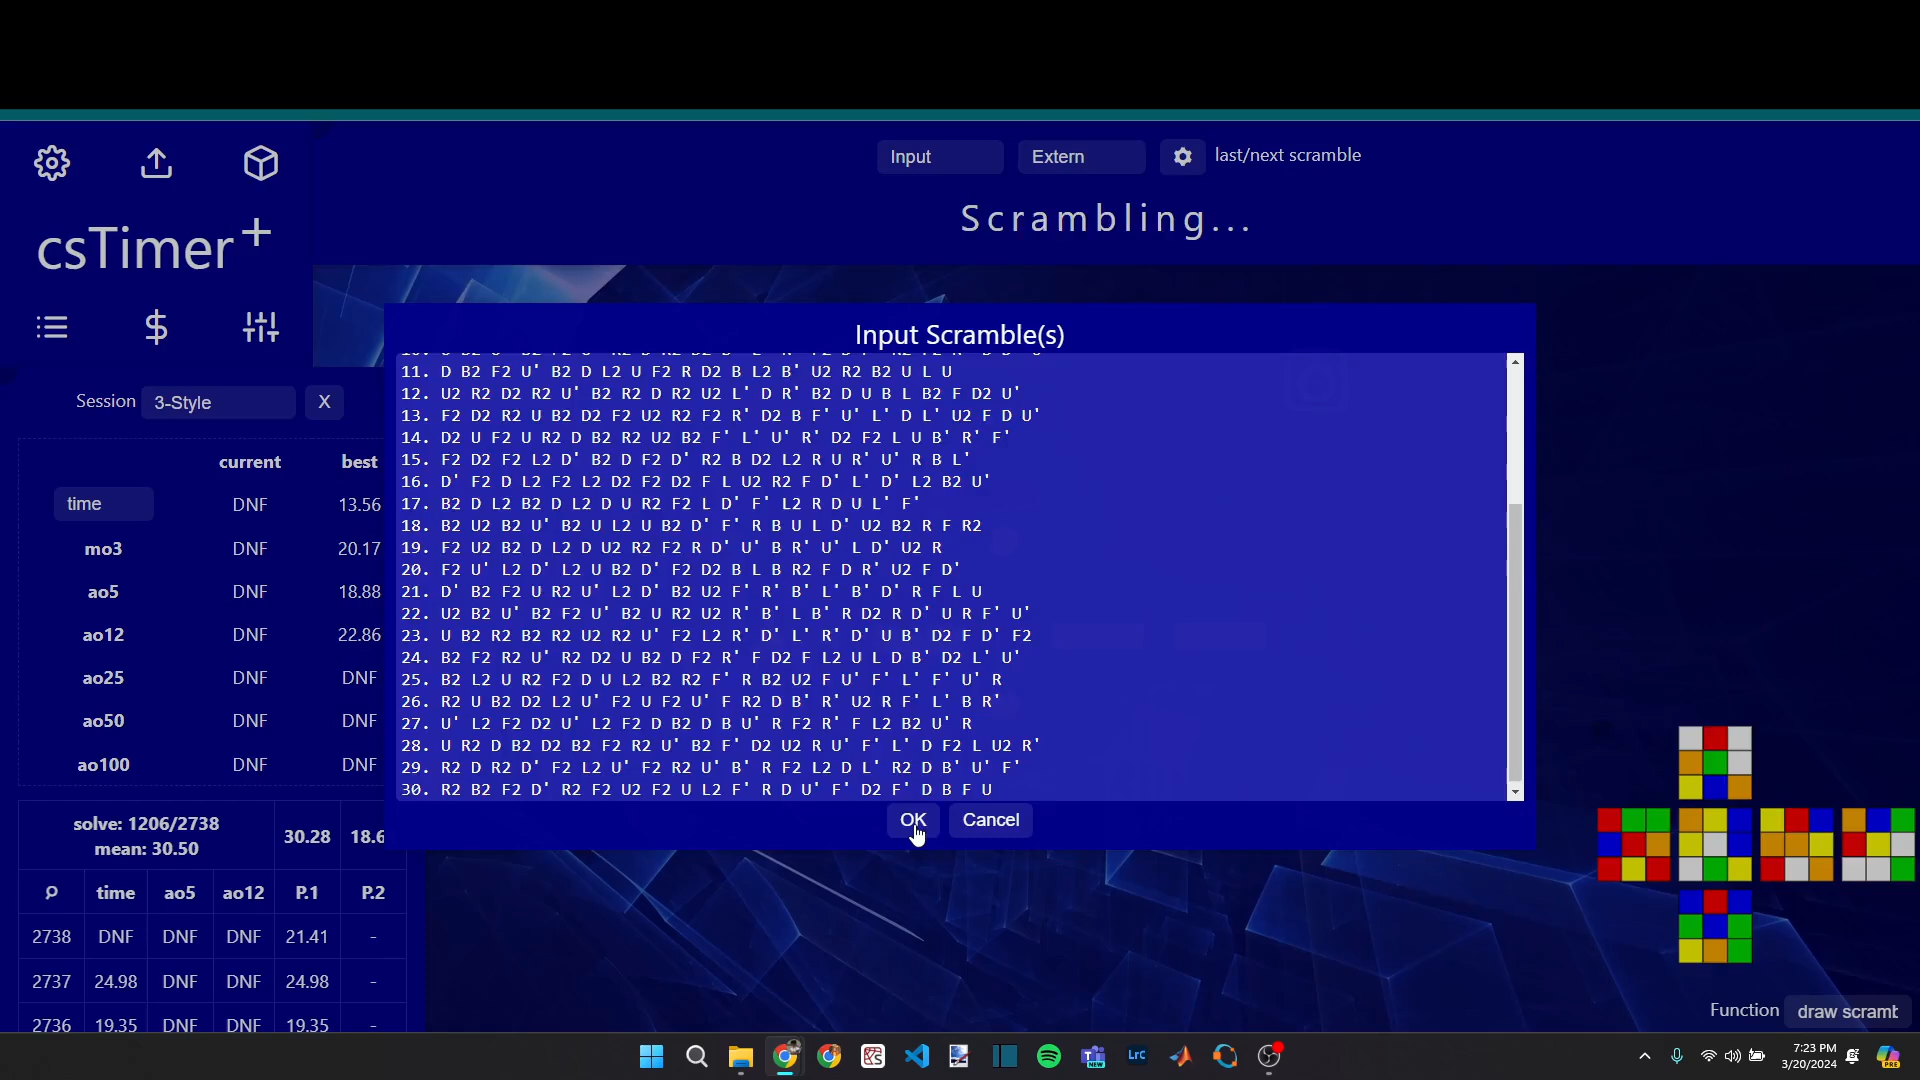 Input Extern last/next scramble
Scrambling...
csTimer+
Session 3-Style X
current best
time DNF 13.56
mo3 DNF 20.17
ao5 DNF 18.88
ao12 DNF 22.86
ao25 DNF DNF
ao50 DNF DNF
ao100 DNF DNF
solve: 1206/2738
mean: 30.50
30.28 18.6
time ao5 ao12 P.1 P.2
2738 DNF DNF DNF 21.41 -
2737 24.98 DNF DNF 24.98 -
2736 19.35 DNF DNF 19.35 -
Input Scramble(s)
11. D B2 F2 U' B2 D L2 U F2 R D2 B L2 B' U2 R2 B2 U L U
12. U2 R2 D2 R2 U' B2 R2 D R2 U2 L' D R' B2 D U B L B2 F D2 U'
13. F2 D2 R2 U B2 D2 F2 U2 R2 F2 R' D2 B F' U' L' D L' U2 F D U'
14. D2 U F2 U R2 D B2 R2 U2 B2 F' L' U' R' D2 F2 L U B' R' F'
15. F2 D2 F2 L2 D' B2 D F2 D' R2 B D2 L2 R U R' U' R B L'
16. D' F2 D L2 F2 L2 D2 F2 D2 F L U2 R2 F D' L' D' L2 B2 U'
17. B2 D L2 B2 D L2 D U R2 F2 L D' F' L2 R D U L' F'
18. B2 U2 B2 U' B2 U L2 U B2 D' F' R B U L D' U2 B2 R F R2
19. F2 U2 B2 D L2 D U2 R2 F2 R D' U' B R' U' L D' U2 R
20. F2 U' L2 D' L2 U B2 D' F2 D2 B L B R2 F D R' U2 F D'
21. D' B2 F2 U R2 U' L2 D' B2 U2 F' R' B' L' B' D' R F L U
22. U2 B2 U' B2 F2 U' B2 U R2 U2 R' B' L B' R D2 R D' U R F' U'
23. U B2 R2 B2 R2 U2 R2 U' F2 L2 R' D' L' R' D' U B' D2 F D' F2
24. B2 F2 R2 U' R2 D2 U B2 D F2 R' F D2 F L2 U L D B' D2 L' U'
25. B2 L2 U R2 F2 D U L2 B2 R2 F' R B2 U2 F U' F' L' F' U' R
26. R2 U B2 D2 L2 U' F2 U F2 U' F R2 D B' R' U2 R F' L' B R'
27. U' L2 F2 D2 U' L2 F2 D B2 D B U' R F2 R' F L2 B2 U' R
28. U R2 D B2 D2 B2 F2 R2 U' B2 F' D2 U2 R U' F' L' D F2 L U2 R'
29. R2 D R2 D' F2 L2 U' F2 R2 U' B' R F2 L2 D L' R2 D B' U' F'
30. R2 B2 F2 D' R2 F2 U2 F2 U L2 F' R D U' F' D2 F' D B F U
OK Cancel
Function draw scramb
LrC
NEW
7:23 PM
3/20/2024
PRE